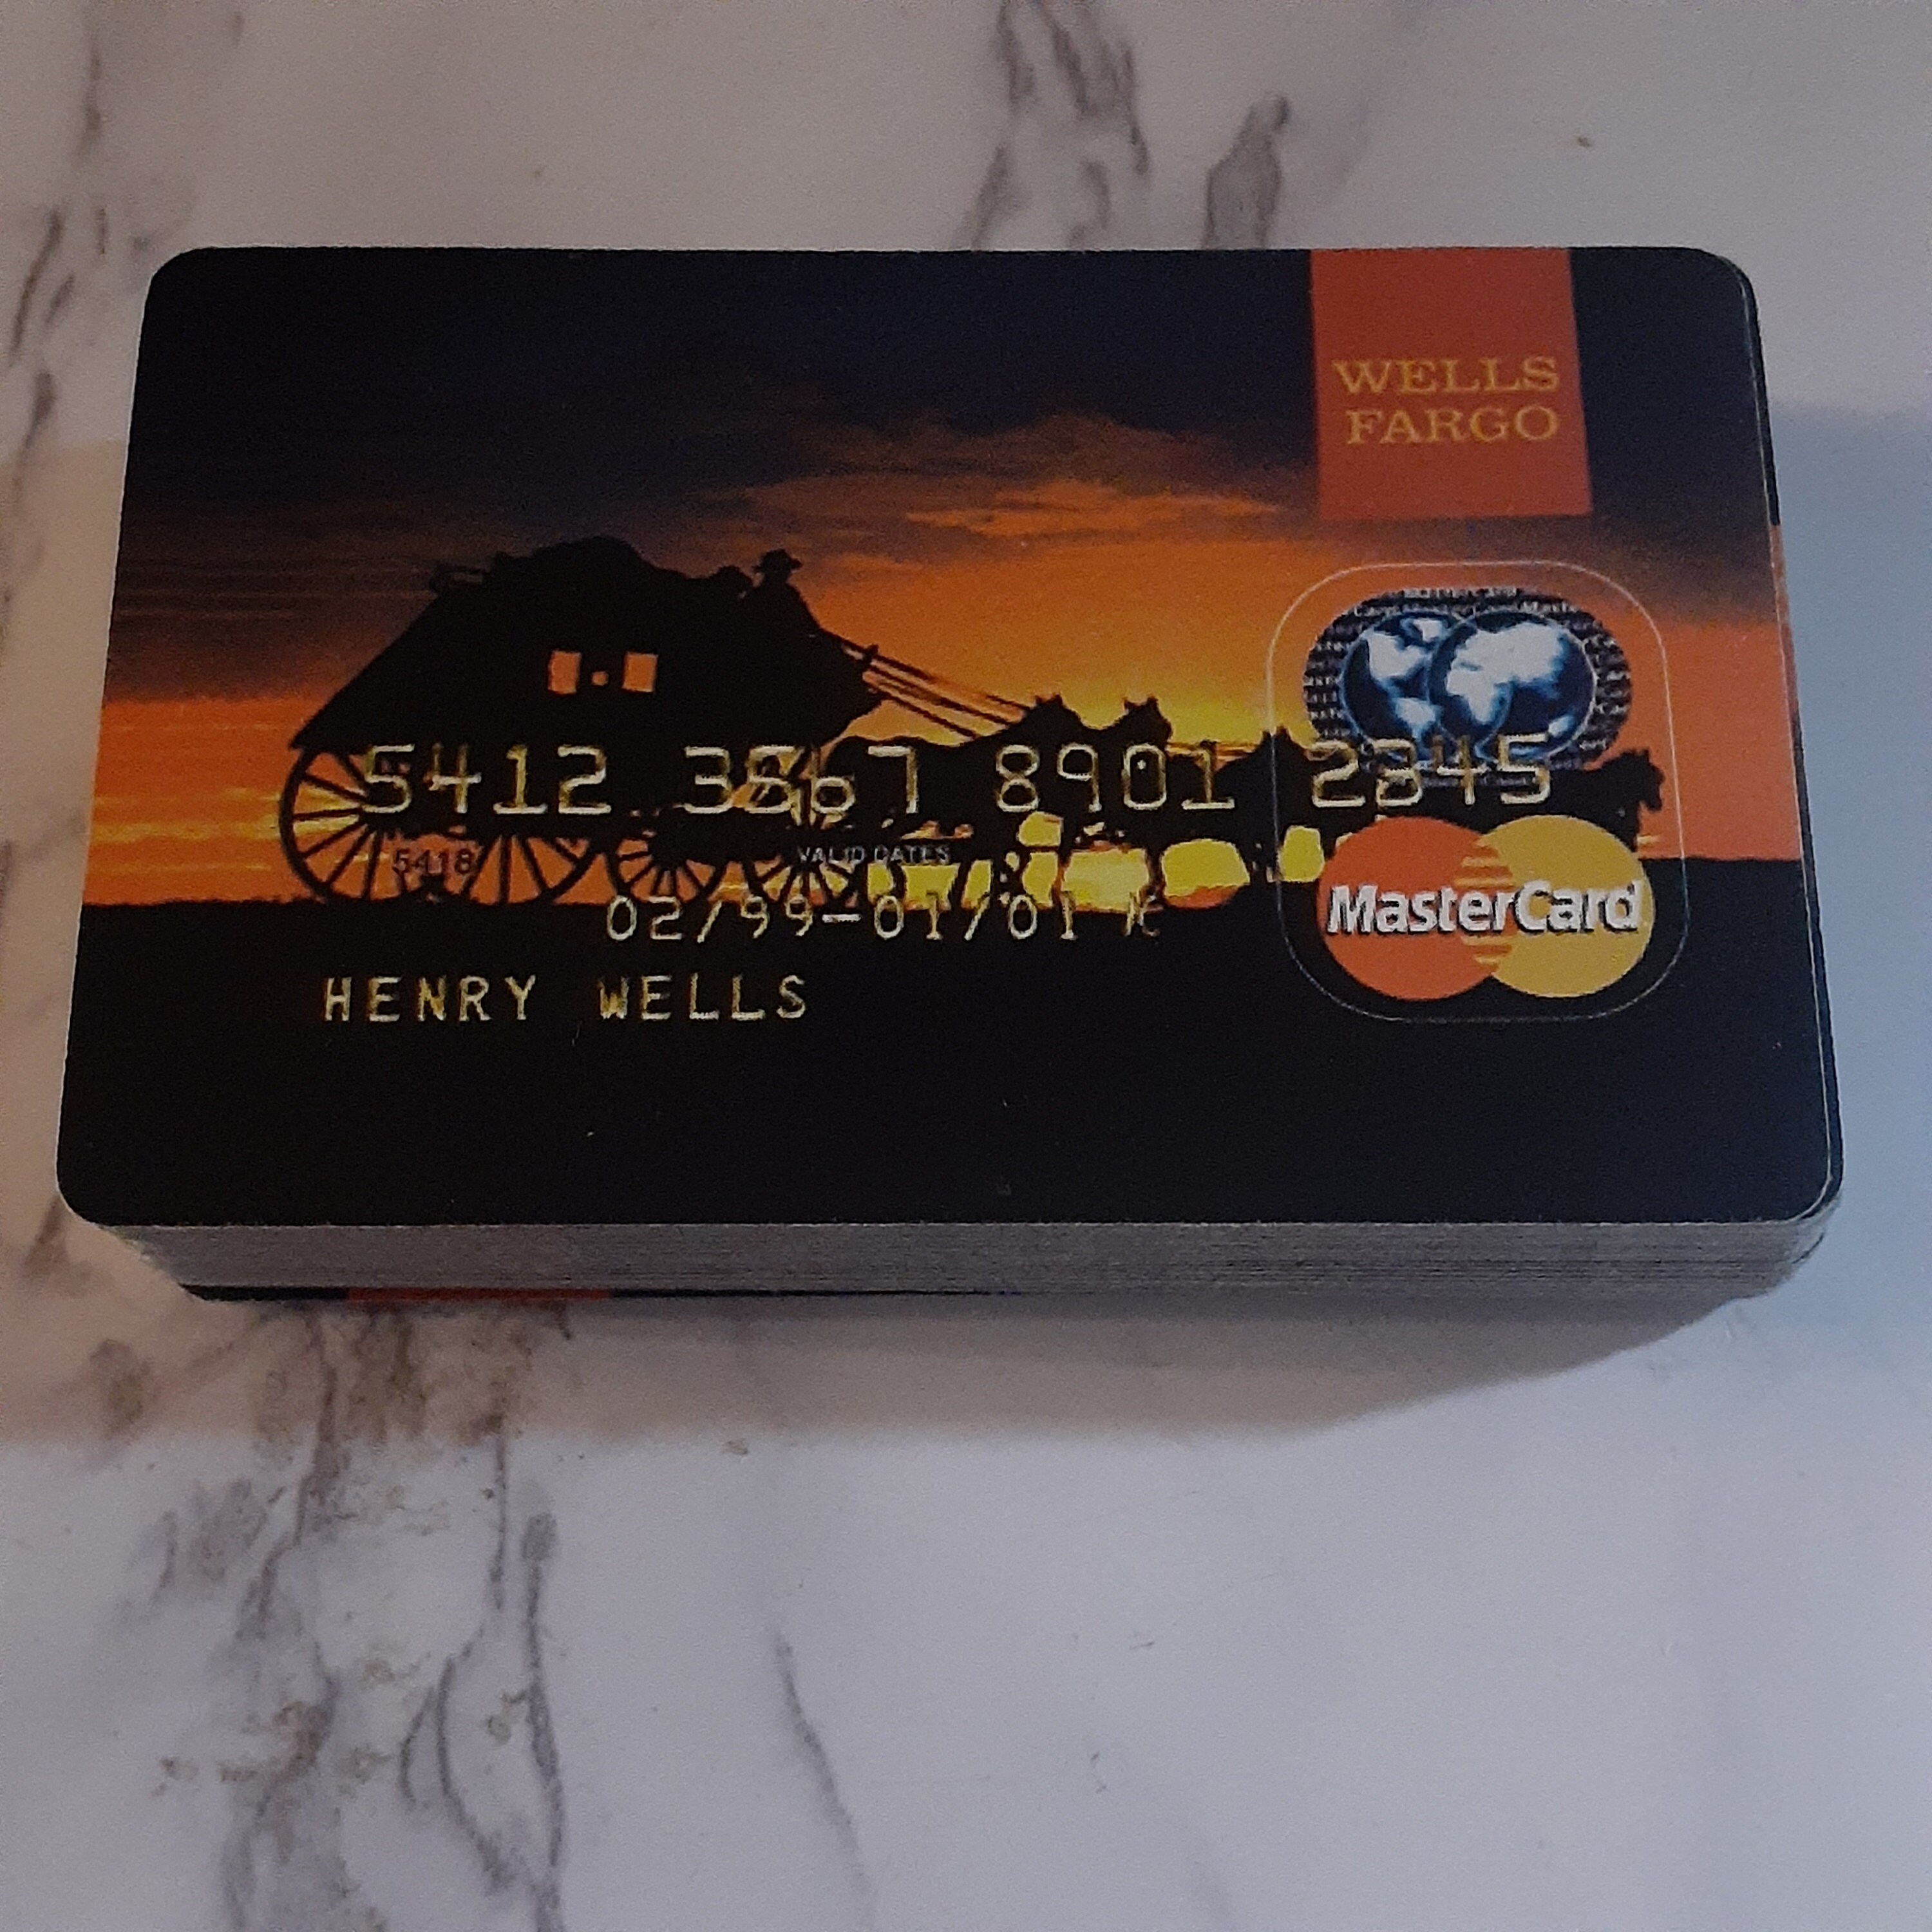 WELLS
FARGO
5412 3567 8901 2345
5418
VALID DATES
02/99-01/01
MasterCard
HENRY WELLS